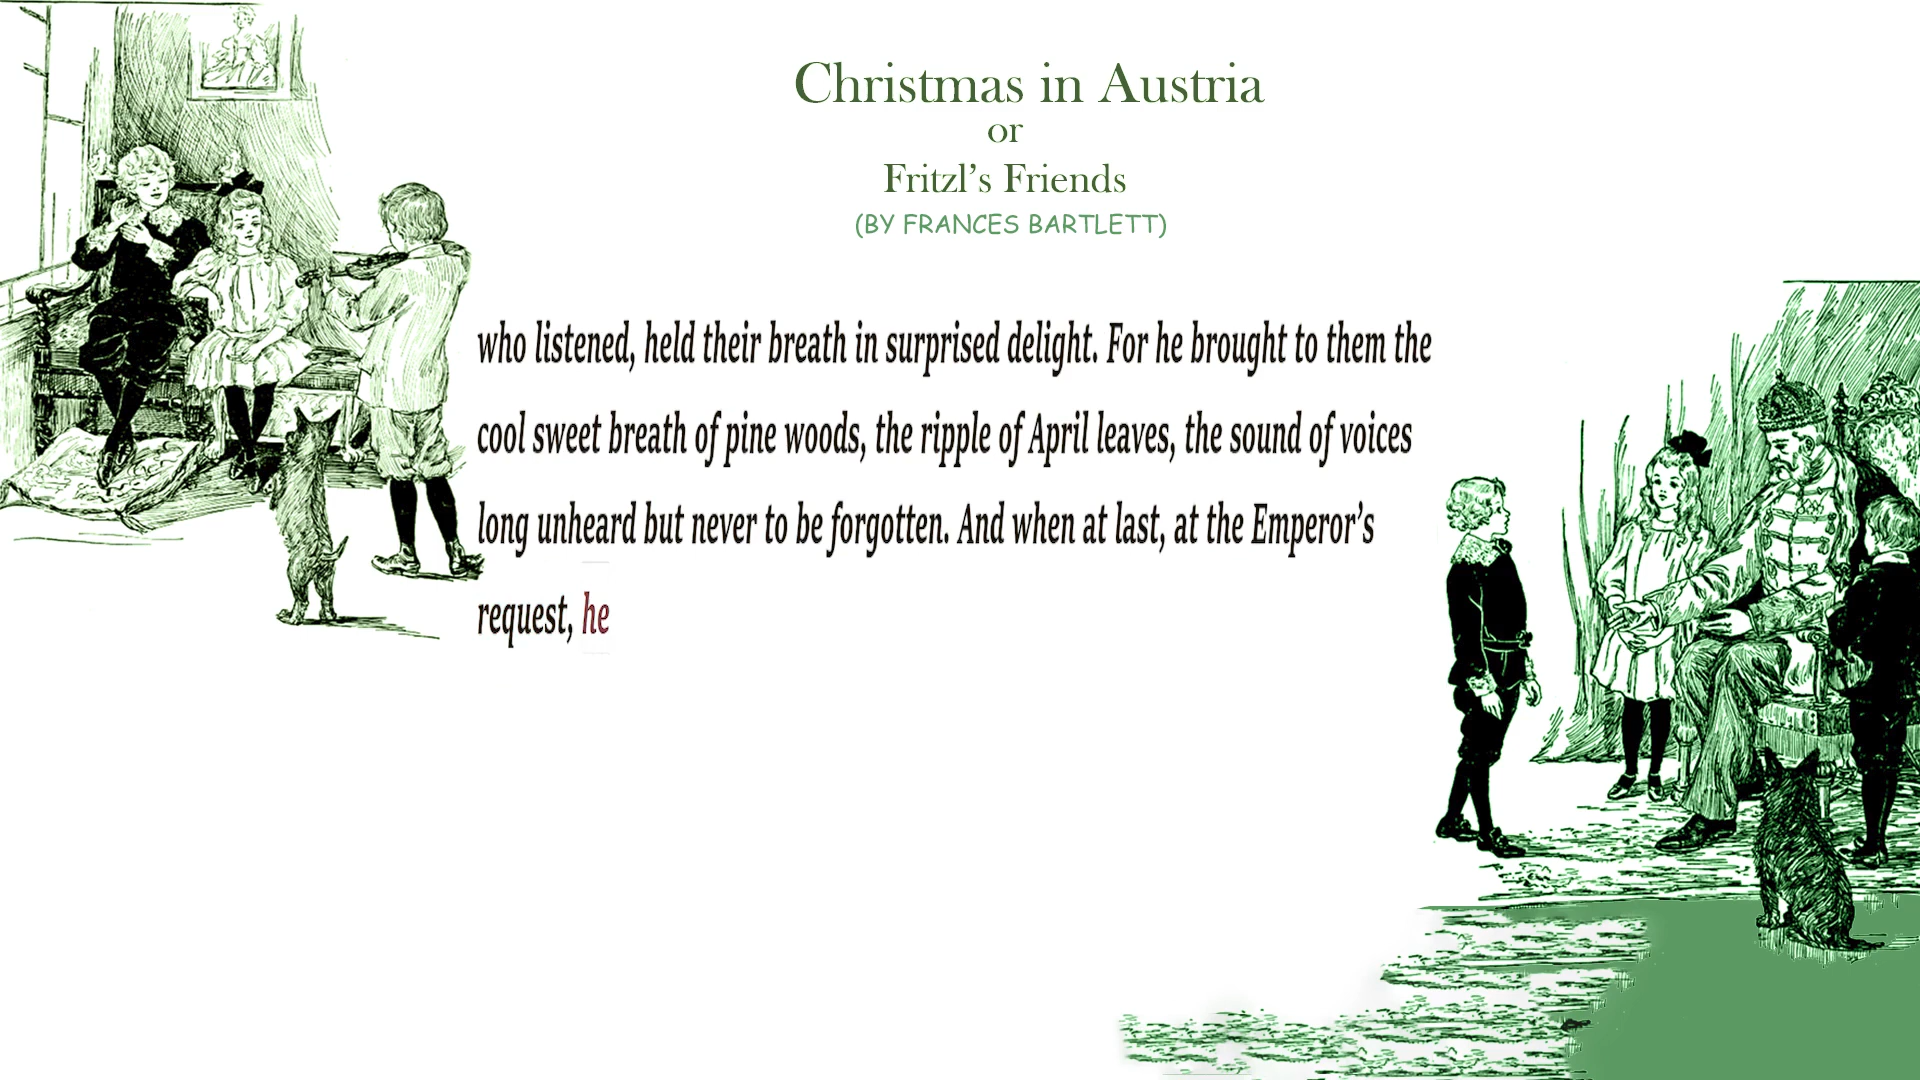 Christmas in Austria
or
Fritzl’s Friends
(BY FRANCES BARTLETT)
who listened, held their breath in surprised delight. For he brought to them the
cool sweet breath of pine woods, the ripple of April leaves, the sound of voices
long unheard but never to be forgotten. And when at last, at the Emperor’s
request, he